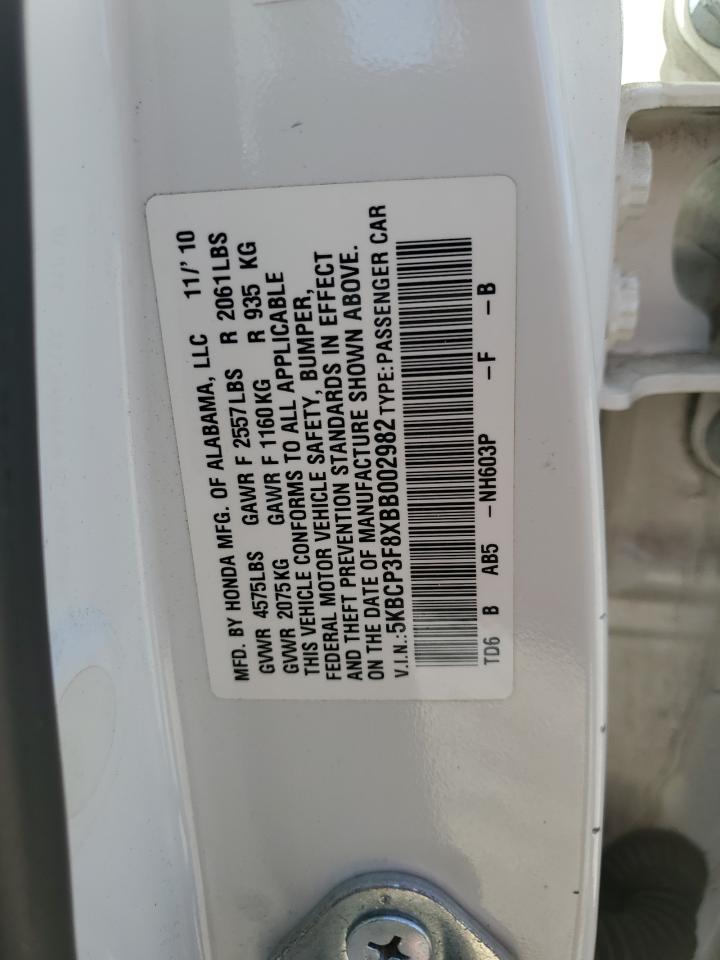 MFD. BY HONDA MFG. OF ALABAMA, LLC 11/'10
GVWR 4575LBS GAWR F 2557LBS R 2061LBS
GVWR 2075KG GAWR F 1160KG R 935 KG
THIS VEHICLE CONFORMS TO ALL APPLICABLE
FEDERAL MOTOR VEHICLE SAFETY, BUMPER,
AND THEFT PREVENTION STANDARDS IN EFFECT
ON THE DATE OF MANUFACTURE SHOWN ABOVE.
V.I.N.:5KBCP3F8XBB002982 TYPE:PASSENGER CAR
TD6 B AB5 -NH603P -F -B